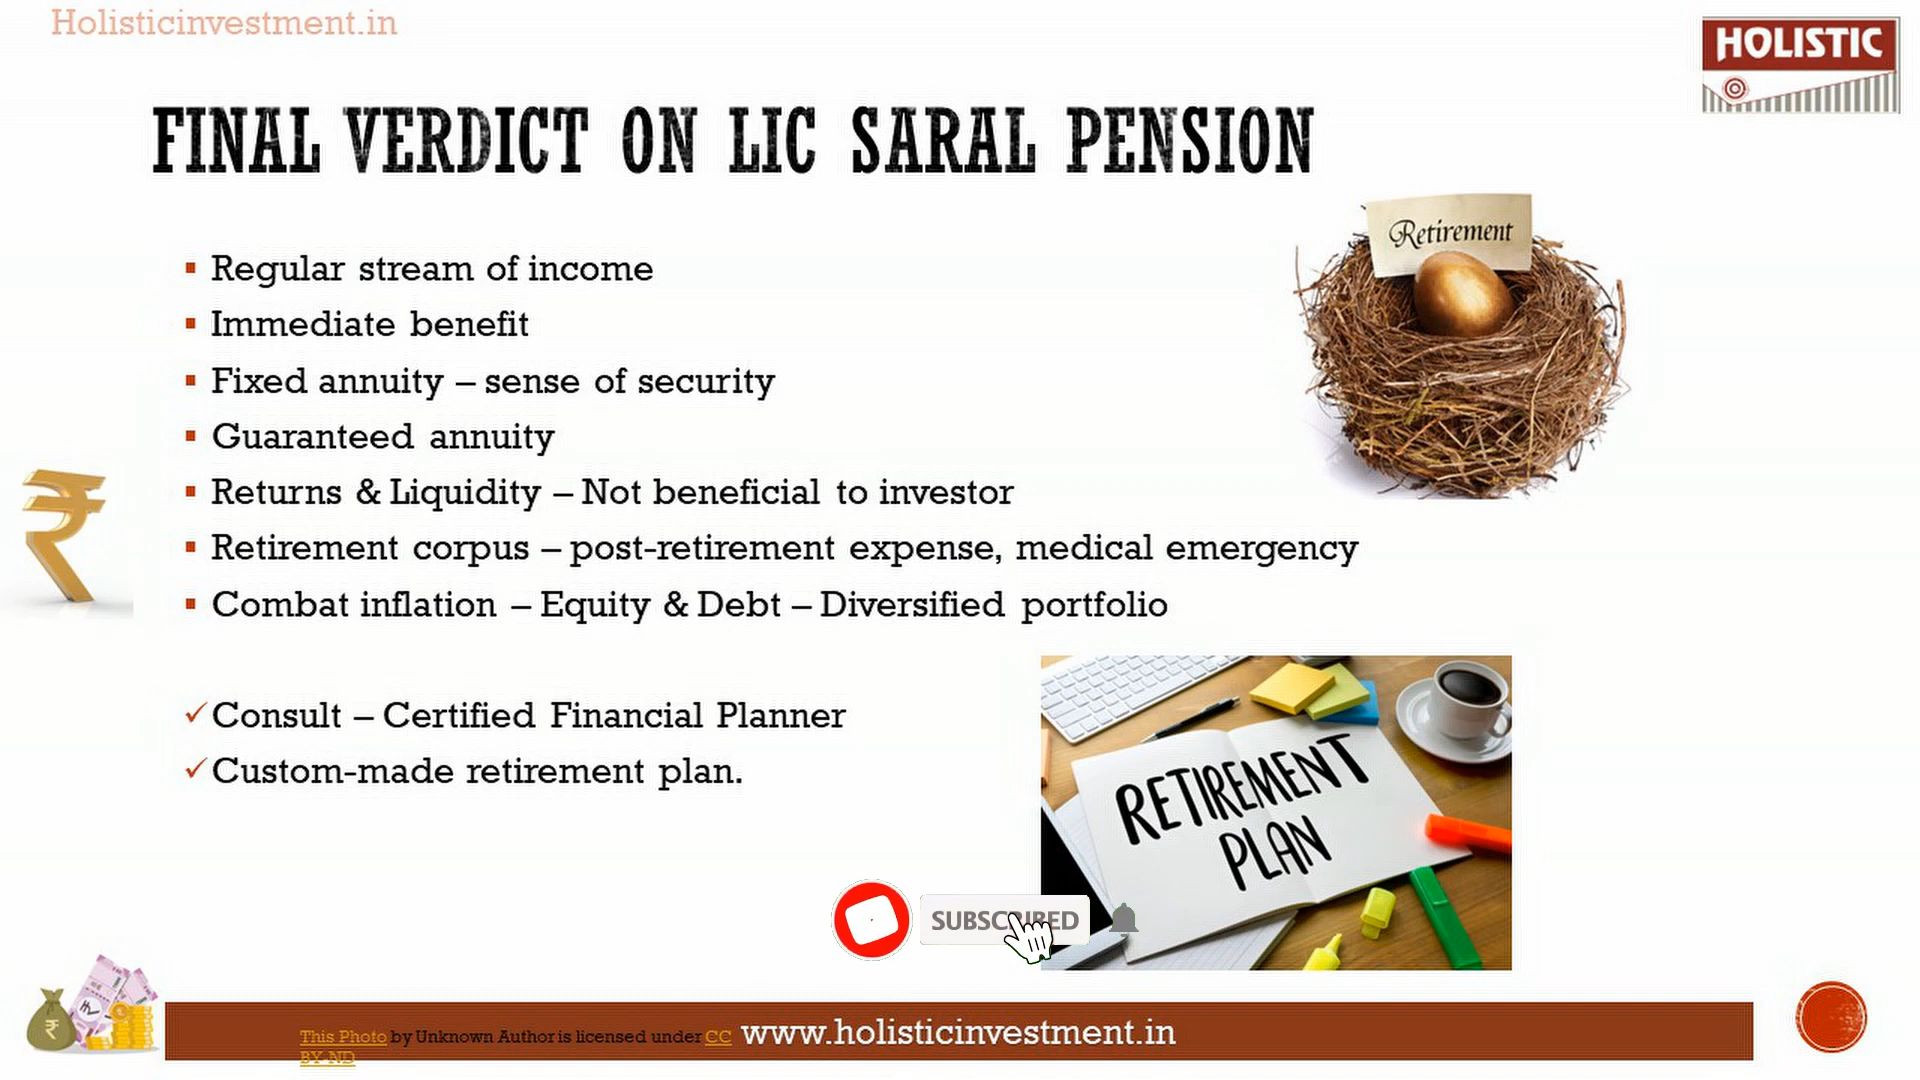 Holisticinvestment.in
HOLISTIC
FINAL VERDICT ON LIC SARAL PENSION
Retirement
▪ Regular stream of income
▪ Immediate benefit
▪ Fixed annuity – sense of security
▪ Guaranteed annuity
▪ Returns & Liquidity – Not beneficial to investor
▪ Retirement corpus – post-retirement expense, medical emergency
▪ Combat inflation – Equity & Debt – Diversified portfolio
✓ Consult – Certified Financial Planner
✓ Custom-made retirement plan.
RETIREMENT
PLAN
SUBSCRIBED
This Photo by Unknown Author is licensed under CC
BY-ND
www.holisticinvestment.in